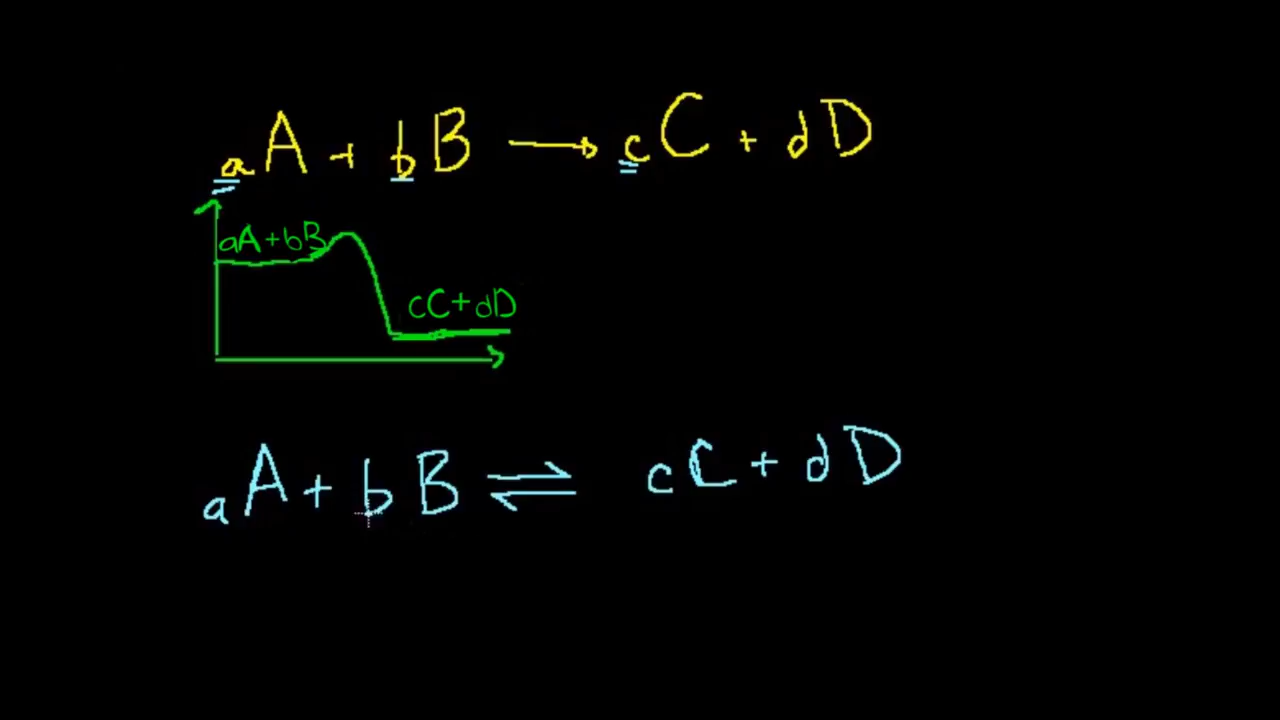 aA + bB → cC + dD
aA+bB
cC+dD
aA + bB ⇌ cC + dD